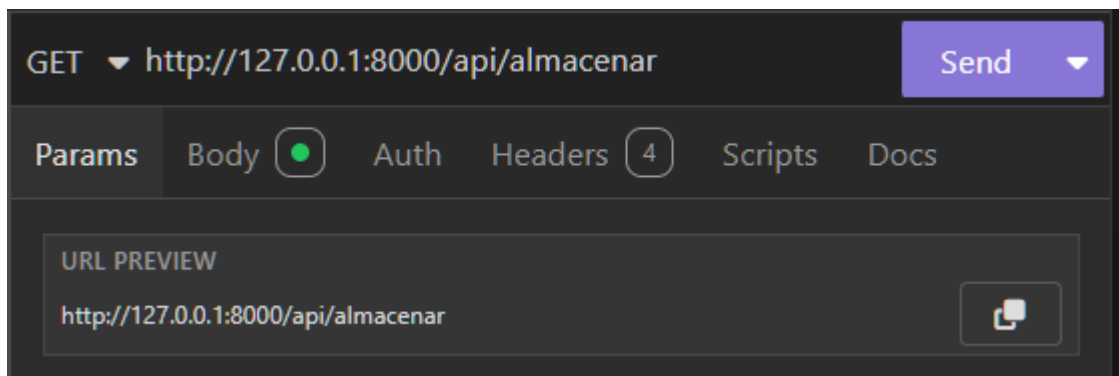 GET http://127.0.0.1:8000/api/almacenar Send
Params Body Auth Headers 4 Scripts Docs
URL PREVIEW
http://127.0.0.1:8000/api/almacenar